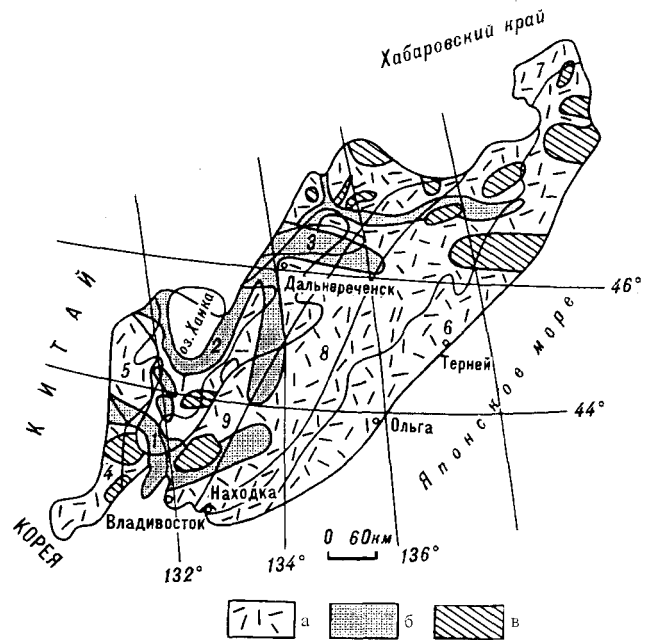 Хабаровский край
7
3
Дальнереченск
46°
оз. Ханка
2
КИТАЙ
5
8
6
Терней
Японское море
44°
9
Ольга
4
Находка
Владивосток
КОРЕЯ
0 60км
132°
134°
136°
а
б
в